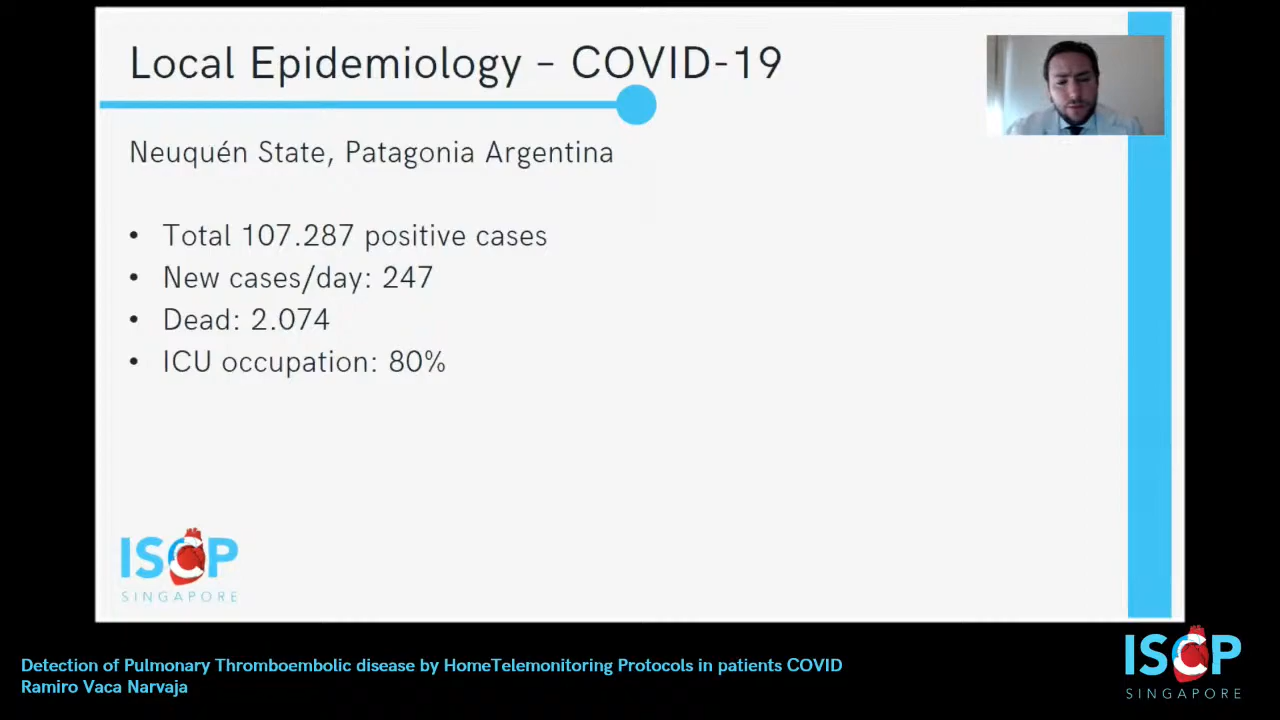 Local Epidemiology – COVID-19
Neuquén State, Patagonia Argentina
• Total 107.287 positive cases
• New cases/day: 247
• Dead: 2.074
• ICU occupation: 80%
ISCP
SINGAPORE
Detection of Pulmonary Thromboembolic disease by HomeTelemonitoring Protocols in patients COVID
Ramiro Vaca Narvaja
ISCP
SINGAPORE